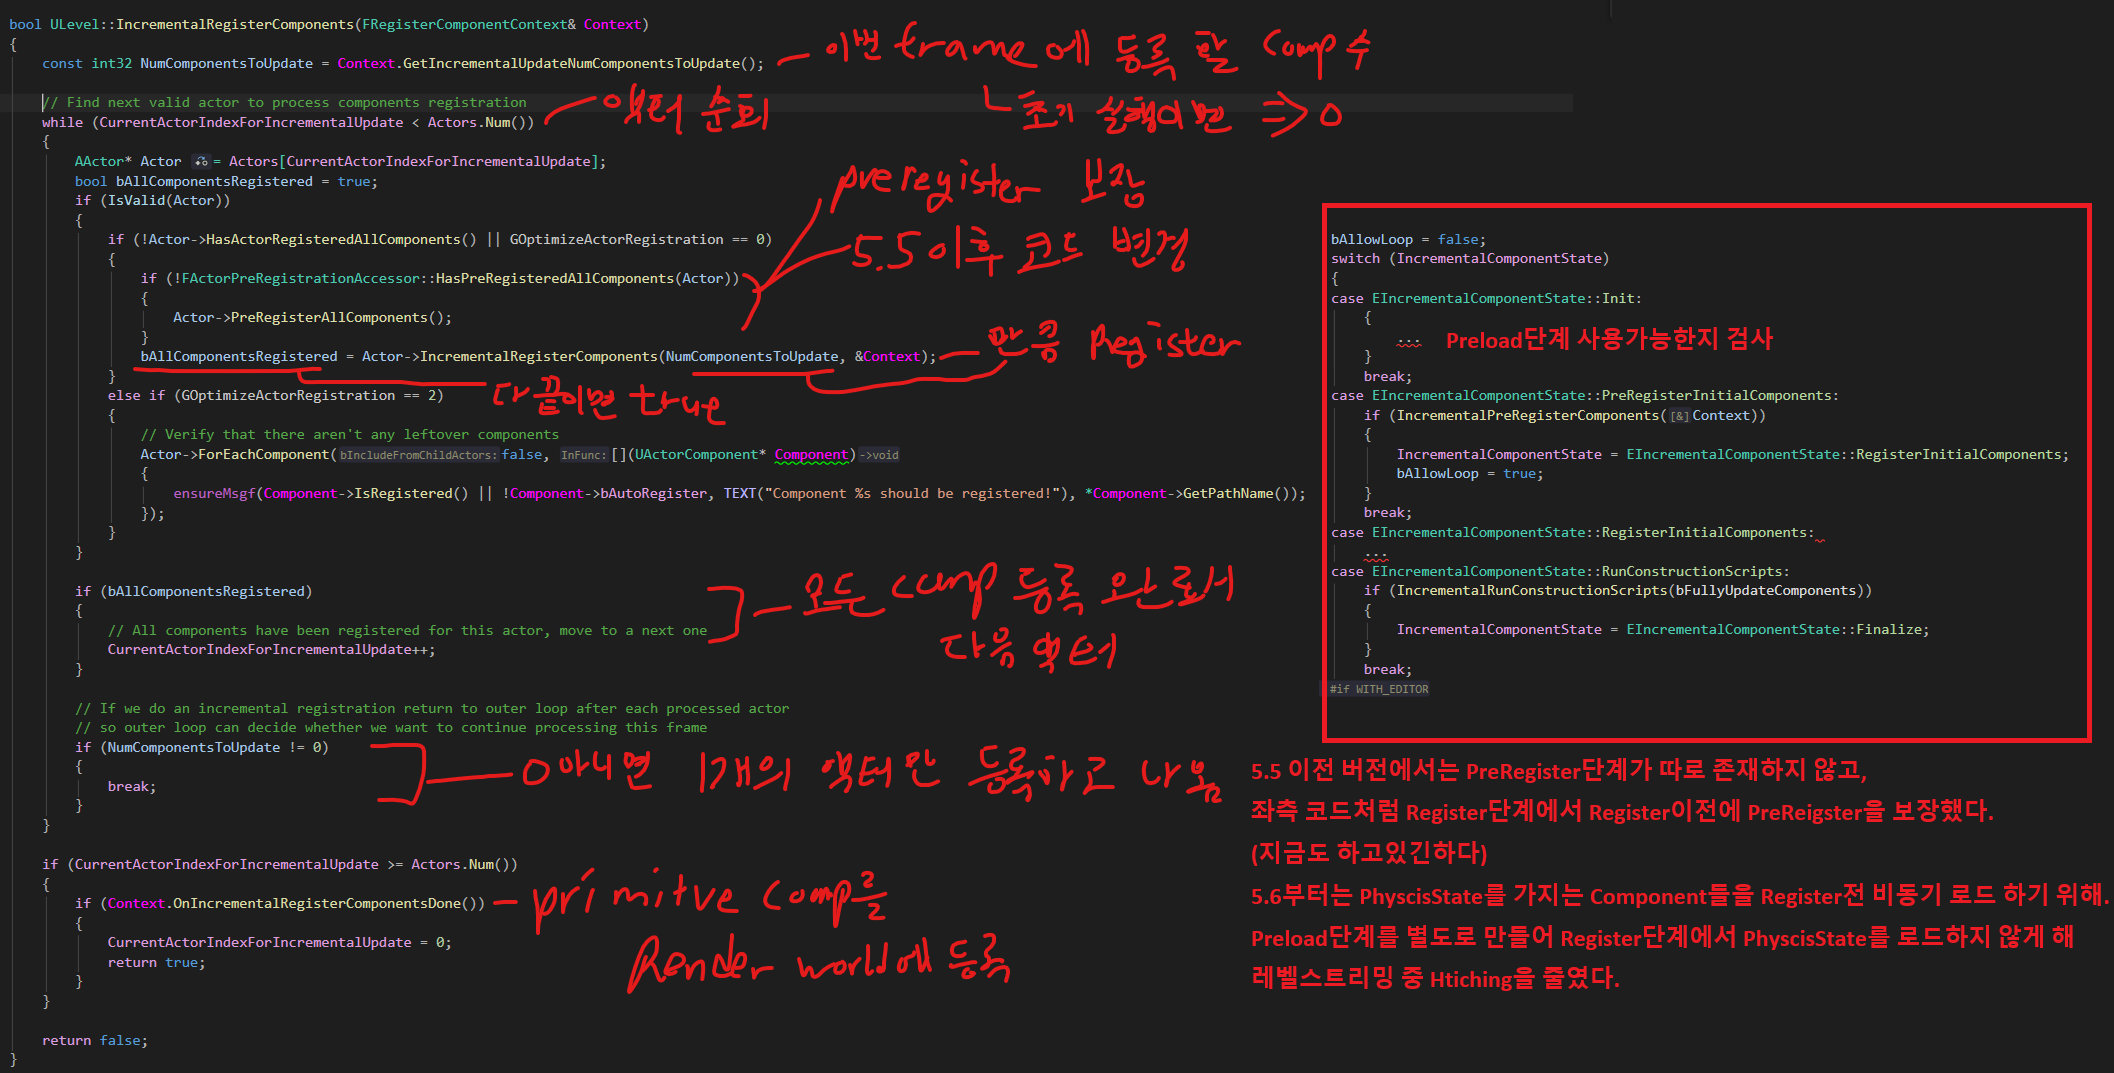 bool ULevel::IncrementalRegisterComponents(FRegisterComponentContext& Context)
{
const int32 NumComponentsToUpdate = Context.GetIncrementalUpdateNumComponentsToUpdate();
이번 frame에 등록 할 comp 수
초기 실행이면 => 0
// Find next valid actor to process components registration
while (CurrentActorIndexForIncrementalUpdate < Actors.Num())
액터 순회
{
AActor* Actor = Actors[CurrentActorIndexForIncrementalUpdate];
bool bAllComponentsRegistered = true;
if (IsValid(Actor))
{
if (!Actor->HasActorRegisteredAllComponents() || GOptimizeActorRegistration == 0)
{
if (!FActorPreRegistrationAccessor::HasPreRegisteredAllComponents(Actor))
{
Actor->PreRegisterAllComponents();
}
preregister 보장
5.5 이후 코드 변경
bAllComponentsRegistered = Actor->IncrementalRegisterComponents(NumComponentsToUpdate, &Context);
만큼 Register
다 끝이면 true
}
else if (GOptimizeActorRegistration == 2)
{
// Verify that there aren't any leftover components
Actor->ForEachComponent(bIncludeFromChildActors: false, InFunc: [](UActorComponent* Component)->void
{
ensureMsgf(Component->IsRegistered() || !Component->bAutoRegister, TEXT("Component %s should be registered!"), *Component->GetPathName());
});
}
}
if (bAllComponentsRegistered)
{
// All components have been registered for this actor, move to a next one
CurrentActorIndexForIncrementalUpdate++;
}
모든 comp 등록 완료서
다음 액터
// If we do an incremental registration return to outer loop after each processed actor
// so outer loop can decide whether we want to continue processing this frame
if (NumComponentsToUpdate != 0)
{
break;
}
0 아니면 1개의 액터만 등록하고 나옴
}
if (CurrentActorIndexForIncrementalUpdate >= Actors.Num())
{
if (Context.OnIncrementalRegisterComponentsDone())
primitve comp를
Render world에 등록
{
CurrentActorIndexForIncrementalUpdate = 0;
return true;
}
}
return false;
}
bAllowLoop = false;
switch (IncrementalComponentState)
{
case EIncrementalComponentState::Init:
{
... Preload단계 사용가능한지 검사
}
break;
case EIncrementalComponentState::PreRegisterInitialComponents:
if (IncrementalPreRegisterComponents([&]Context))
{
IncrementalComponentState = EIncrementalComponentState::RegisterInitialComponents;
bAllowLoop = true;
}
break;
case EIncrementalComponentState::RegisterInitialComponents:
...
case EIncrementalComponentState::RunConstructionScripts:
if (IncrementalRunConstructionScripts(bFullyUpdateComponents))
{
IncrementalComponentState = EIncrementalComponentState::Finalize;
}
break;
#if WITH_EDITOR
5.5 이전 버전에서는 PreRegister단계가 따로 존재하지 않고,
좌측 코드처럼 Register단계에서 Register이전에 PreReigster을 보장했다.
(지금도 하고있긴하다)
5.6부터는 PhyscisState를 가지는 Component들을 Register전 비동기 로드 하기 위해.
Preload단계를 별도로 만들어 Register단계에서 PhyscisState를 로드하지 않게 해
레벨스트리밍 중 Htiching을 줄였다.